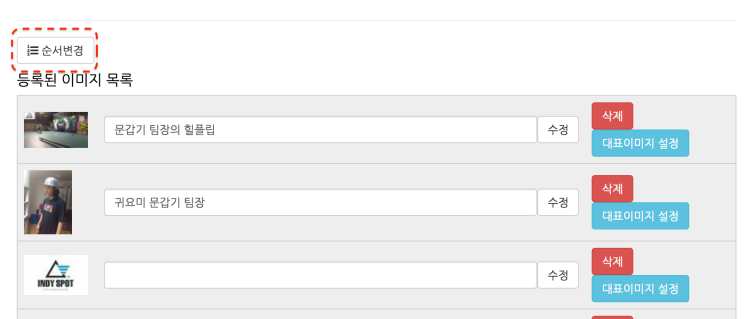 순서변경
등록된 이미지 목록
문갑기 팀장의 힐플립
수정
삭제
대표이미지 설정
귀요미 문갑기 팀장
수정
삭제
대표이미지 설정
INDY SPOT
수정
삭제
대표이미지 설정